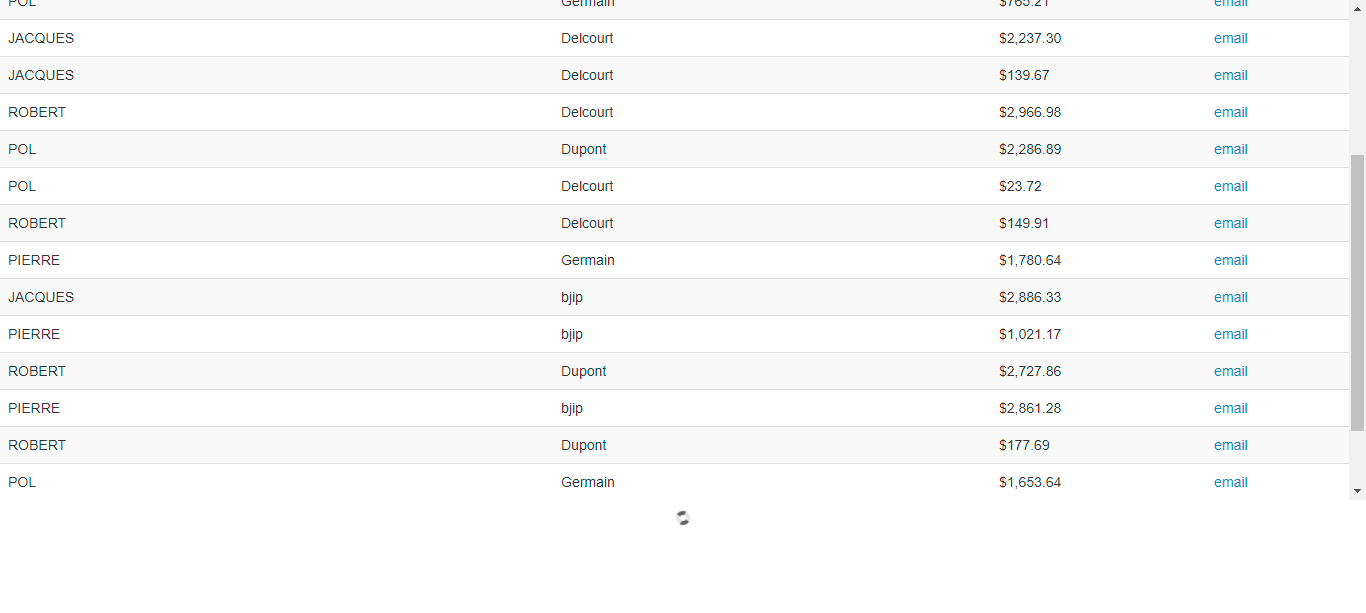 POL Germain $765.21 email
JACQUES Delcourt $2,237.30 email
JACQUES Delcourt $139.67 email
ROBERT Delcourt $2,966.98 email
POL Dupont $2,286.89 email
POL Delcourt $23.72 email
ROBERT Delcourt $149.91 email
PIERRE Germain $1,780.64 email
JACQUES bjip $2,886.33 email
PIERRE bjip $1,021.17 email
ROBERT Dupont $2,727.86 email
PIERRE bjip $2,861.28 email
ROBERT Dupont $177.69 email
POL Germain $1,653.64 email